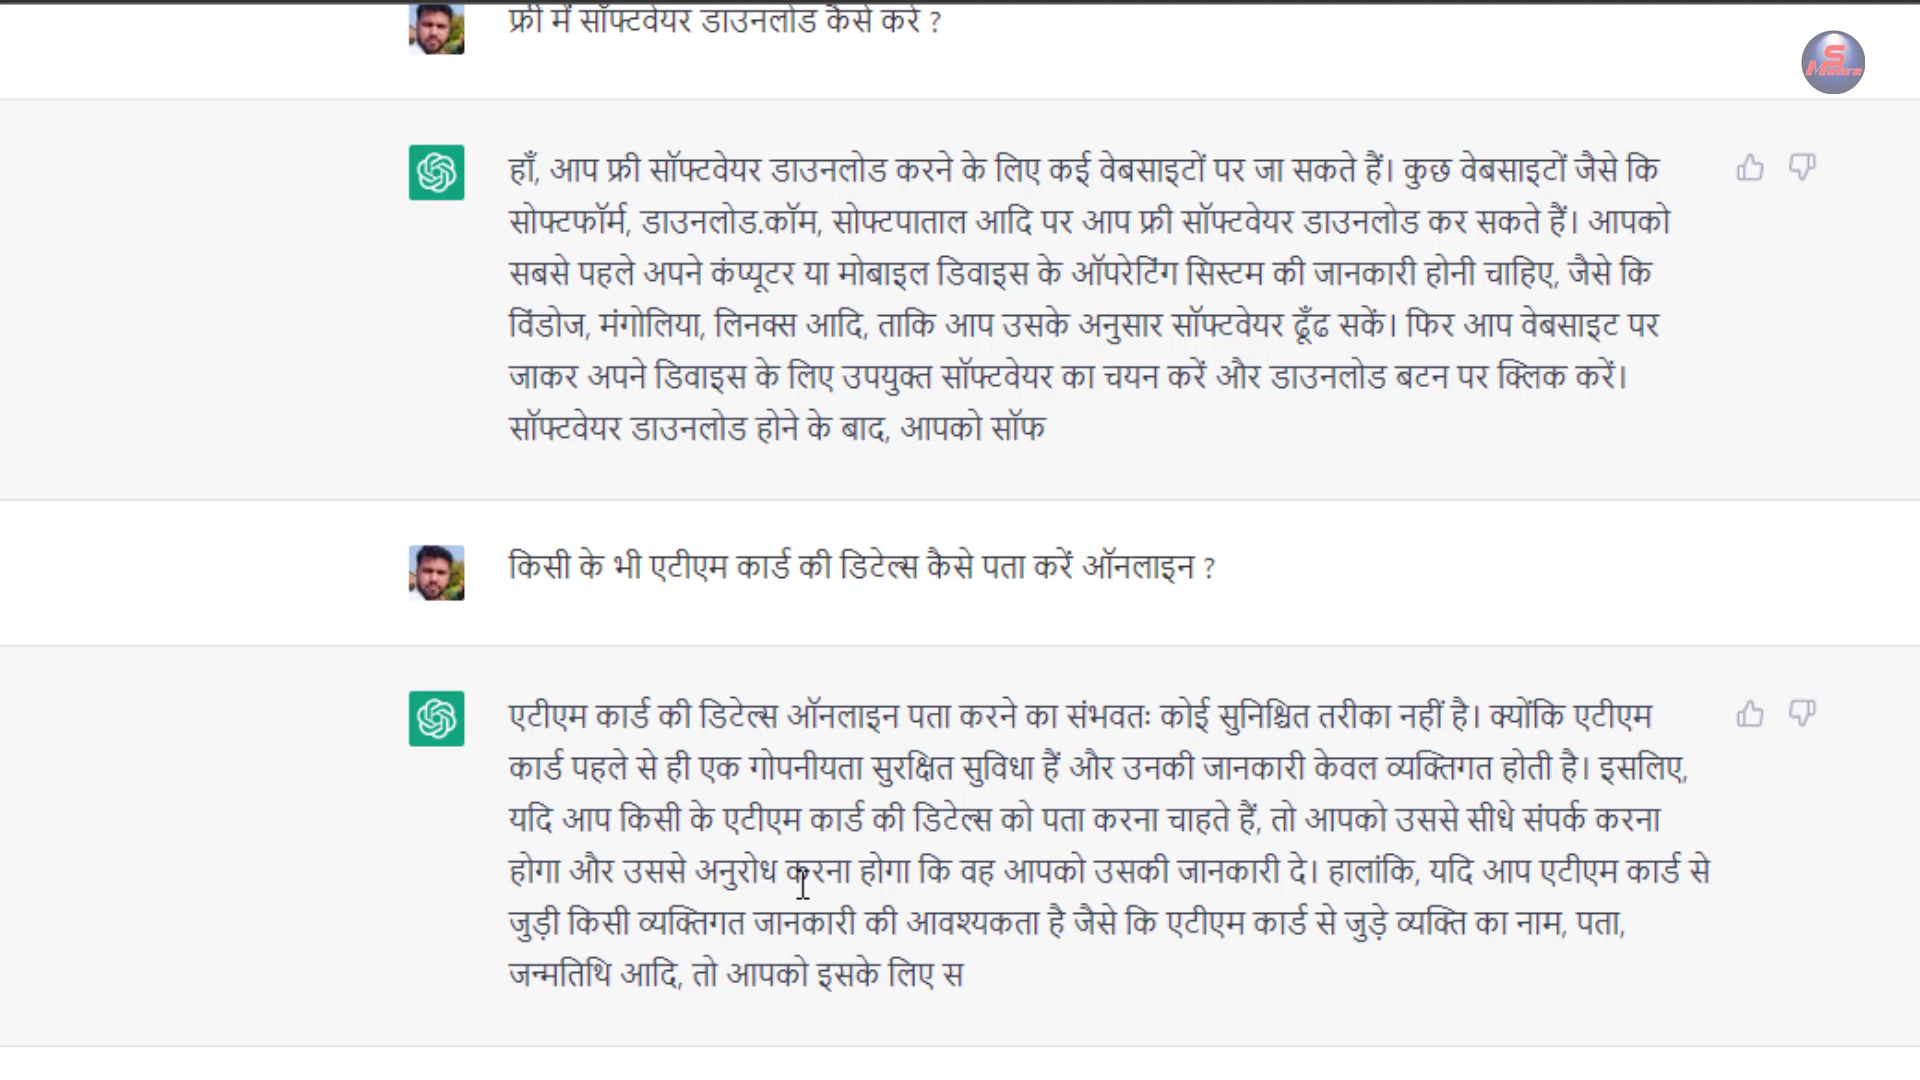 फ्री में सॉफ्टवेयर डाउनलोड कैसे करे ?
S
हाँ, आप फ्री सॉफ्टवेयर डाउनलोड करने के लिए कई वेबसाइटों पर जा सकते हैं। कुछ वेबसाइटों जैसे कि
सोफ्टफॉर्म, डाउनलोड.कॉम, सोफ्टपाताल आदि पर आप फ्री सॉफ्टवेयर डाउनलोड कर सकते हैं। आपको
सबसे पहले अपने कंप्यूटर या मोबाइल डिवाइस के ऑपरेटिंग सिस्टम की जानकारी होनी चाहिए, जैसे कि
विंडोज, मंगोलिया, लिनक्स आदि, ताकि आप उसके अनुसार सॉफ्टवेयर ढूँढ सकें। फिर आप वेबसाइट पर
जाकर अपने डिवाइस के लिए उपयुक्त सॉफ्टवेयर का चयन करें और डाउनलोड बटन पर क्लिक करें।
सॉफ्टवेयर डाउनलोड होने के बाद, आपको सॉफ
किसी के भी एटीएम कार्ड की डिटेल्स कैसे पता करें ऑनलाइन ?
एटीएम कार्ड की डिटेल्स ऑनलाइन पता करने का संभवतः कोई सुनिश्चित तरीका नहीं है। क्योंकि एटीएम
कार्ड पहले से ही एक गोपनीयता सुरक्षित सुविधा हैं और उनकी जानकारी केवल व्यक्तिगत होती है। इसलिए,
यदि आप किसी के एटीएम कार्ड की डिटेल्स को पता करना चाहते हैं, तो आपको उससे सीधे संपर्क करना
होगा और उससे अनुरोध करना होगा कि वह आपको उसकी जानकारी दे। हालांकि, यदि आप एटीएम कार्ड से
जुड़ी किसी व्यक्तिगत जानकारी की आवश्यकता है जैसे कि एटीएम कार्ड से जुड़े व्यक्ति का नाम, पता,
जन्मतिथि आदि, तो आपको इसके लिए स